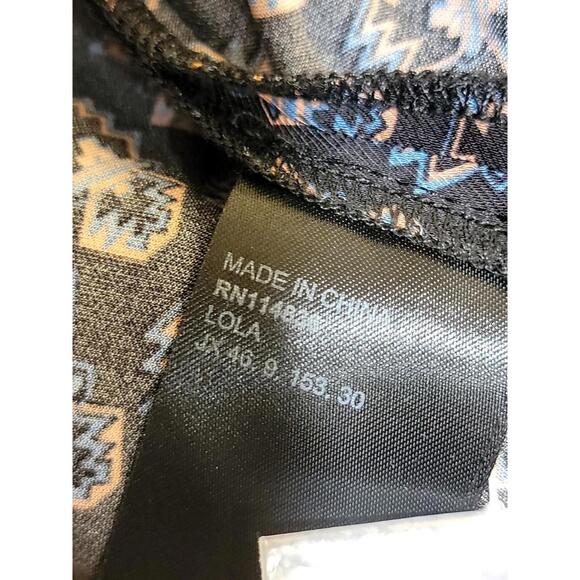 MADE IN CHINA
LOLA
JX 46. 9. 153. 30